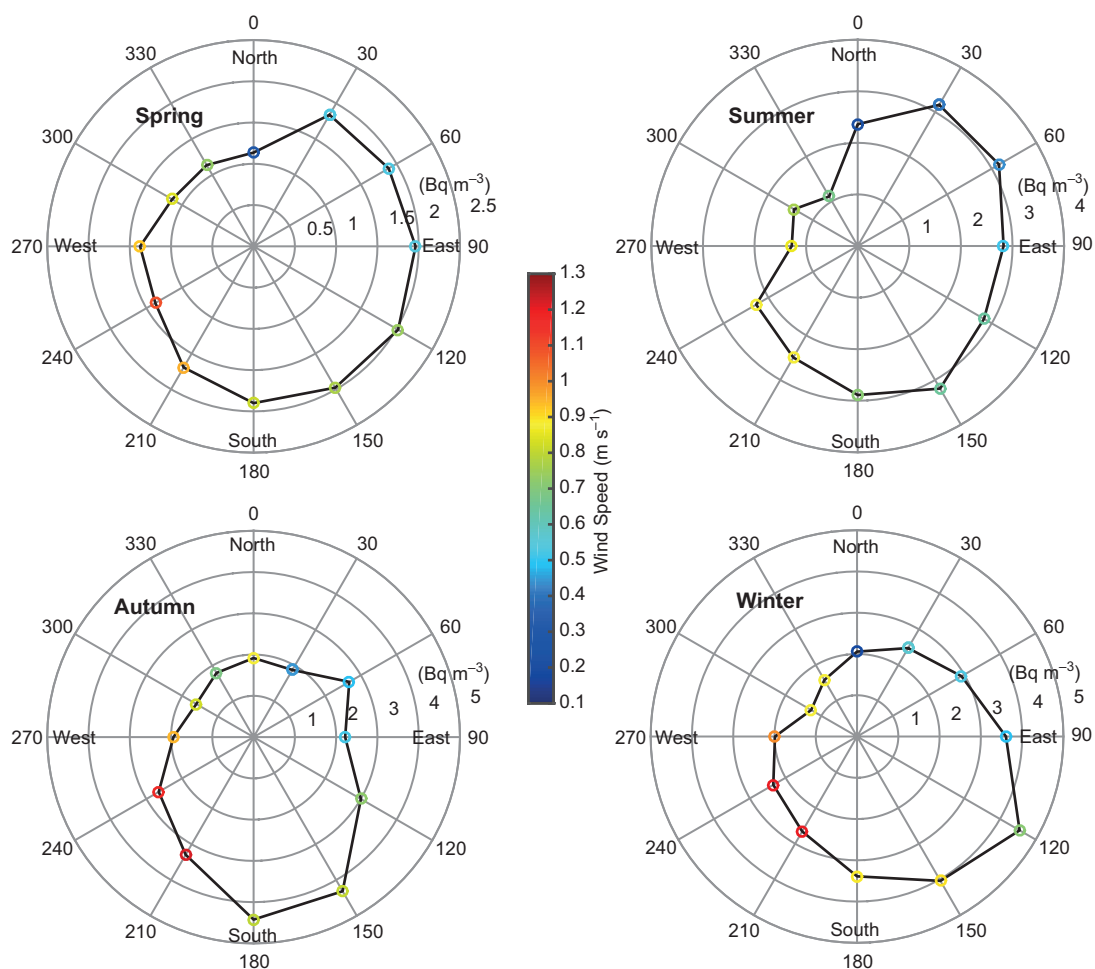 0
330 North 30
Spring
300 60
(Bq m⁻³)
0.5 1 1.5 2 2.5
270 West East 90
240 120
South
210 150
180
0
330 North 30
Summer
300 60
(Bq m⁻³)
1 2 3 4
270 West East 90
240 120
South
210 150
180
1.3
1.2
1.1
1
0.9
0.8
0.7
0.6
0.5
0.4
0.3
0.2
0.1
Wind Speed (m s⁻¹)
0
330 North 30
Autumn
300 60
(Bq m⁻³)
1 2 3 4 5
270 West East 90
240 120
South
210 150
180
0
330 North 30
Winter
300 60
(Bq m⁻³)
1 2 3 4 5
270 West East 90
240 120
South
210 150
180